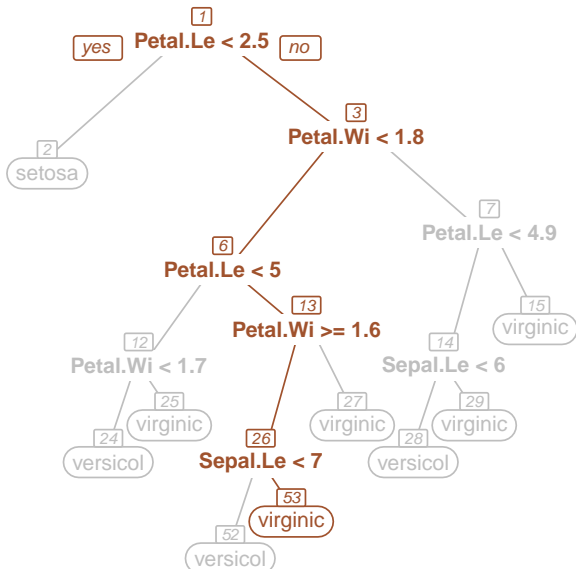 1
yes Petal.Le < 2.5 no
3
Petal.Wi < 1.8
2
setosa
7
Petal.Le < 4.9
6
Petal.Le < 5
13
Petal.Wi >= 1.6
15
virginic
12
Petal.Wi < 1.7
14
Sepal.Le < 6
25
virginic
27
virginic
29
virginic
24
versicol
26
Sepal.Le < 7
28
versicol
53
virginic
52
versicol